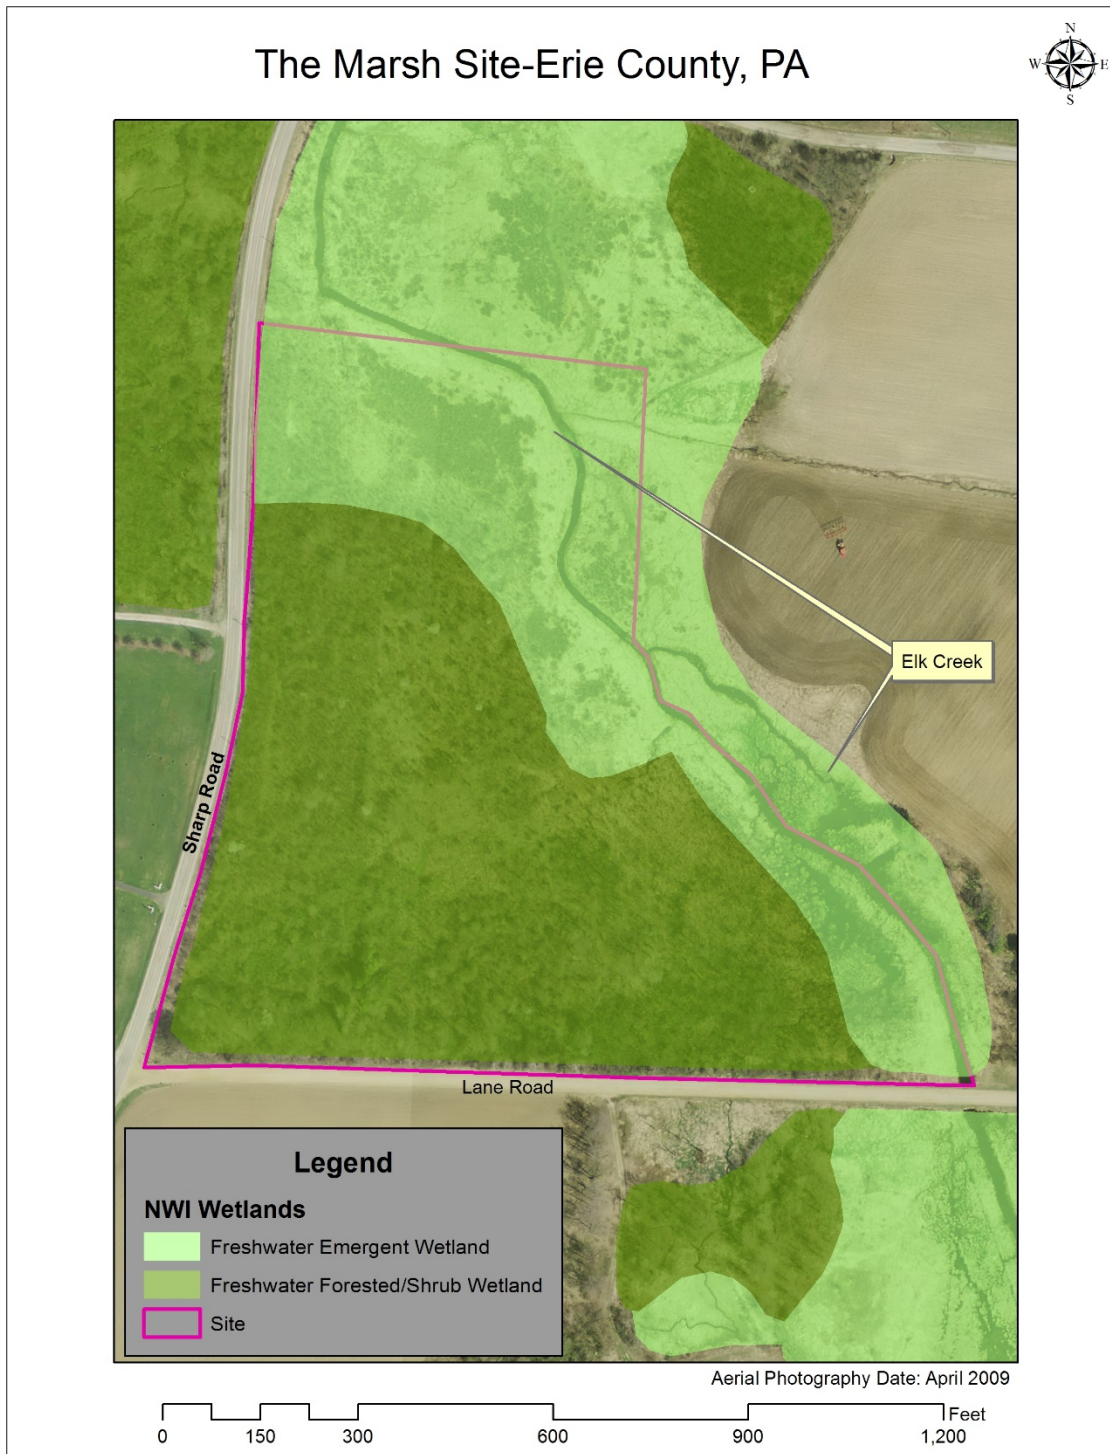 The Marsh Site-Erie County, PA
N
W E
S
Elk Creek
Sharp Road
Lane Road
Legend
NWI Wetlands
Freshwater Emergent Wetland
Freshwater Forested/Shrub Wetland
Site
Aerial Photography Date: April 2009
Feet
0 150 300 600 900 1,200